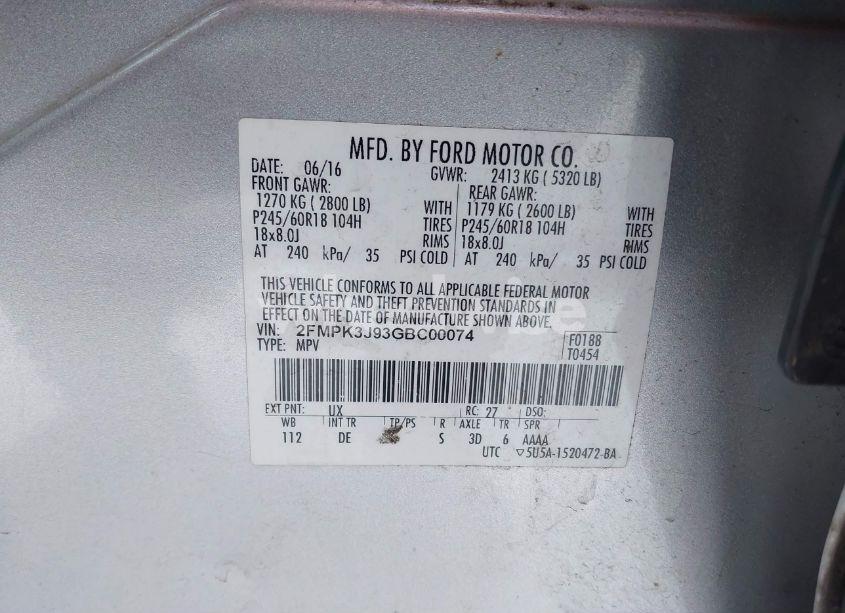 MFD. BY FORD MOTOR CO.
DATE: 06/16 GVWR: 2413 KG ( 5320 LB)
FRONT GAWR: REAR GAWR:
1270 KG ( 2800 LB) WITH 1179 KG ( 2600 LB) WITH
P245/60R18 104H TIRES P245/60R18 104H TIRES
18x8.0J RIMS 18x8.0J RIMS
AT 240 kPa/ 35 PSI COLD AT 240 kPa/ 35 PSI COLD
THIS VEHICLE CONFORMS TO ALL APPLICABLE FEDERAL MOTOR
VEHICLE SAFETY AND THEFT PREVENTION STANDARDS IN
EFFECT ON THE DATE OF MANUFACTURE SHOWN ABOVE.
VIN: 2FMPK3J93GBC00074 F0188
TYPE: MPV T0454
EXT PNT: UX RC: 27 DSO:
WB INT TR TP/PS R AXLE TR SPR
112 DE S 3D 6 AAAA
UTC ▽5U5A-1520472-BA